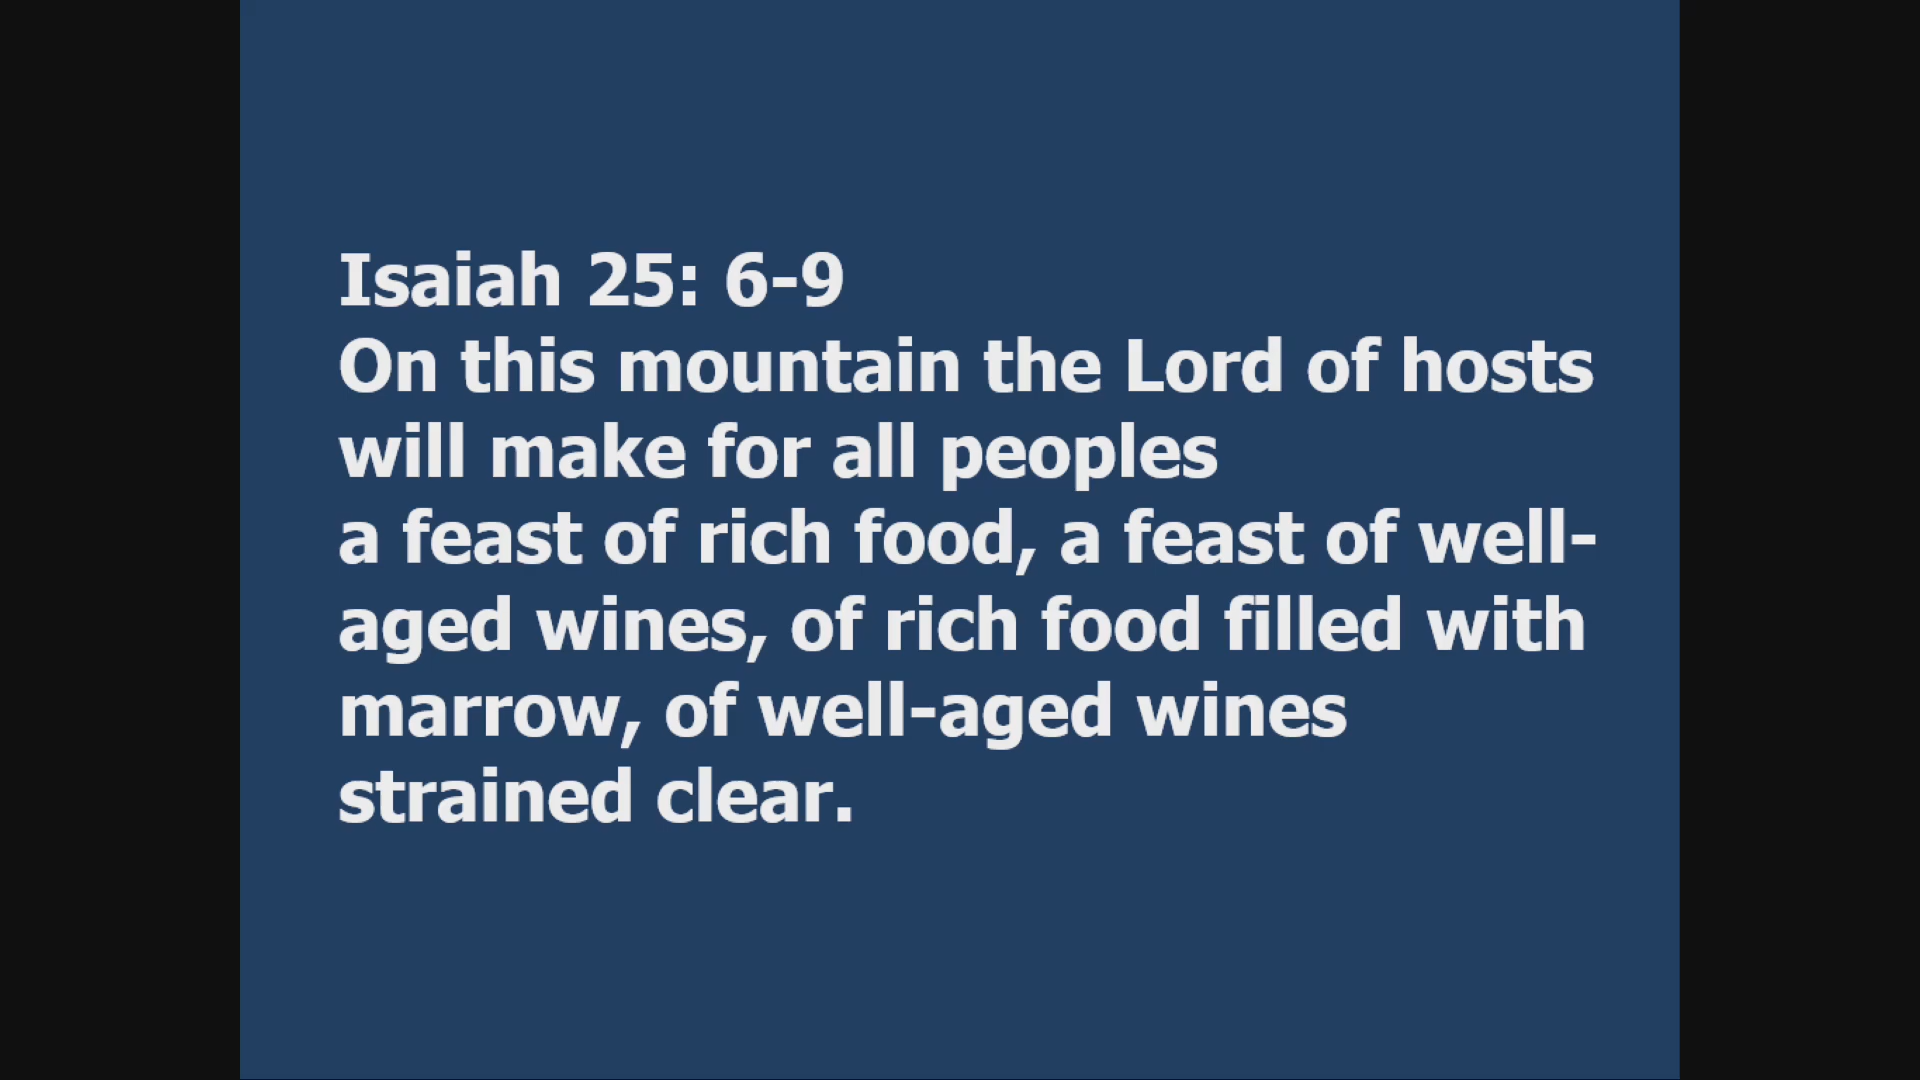 Isaiah 25: 6-9
On this mountain the Lord of hosts
will make for all peoples
a feast of rich food, a feast of well-
aged wines, of rich food filled with
marrow, of well-aged wines
strained clear.